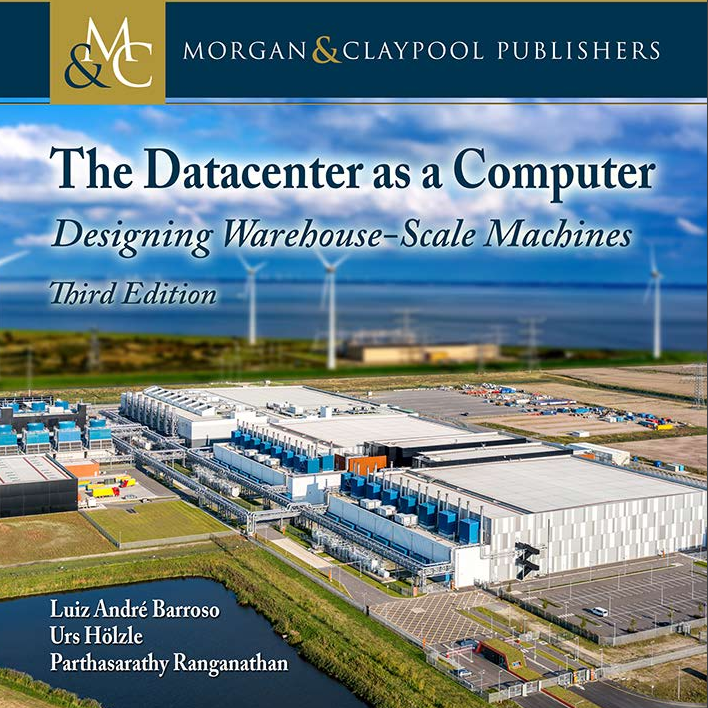 M&C MORGAN & CLAYPOOL PUBLISHERS
The Datacenter as a Computer
Designing Warehouse-Scale Machines
Third Edition
Luiz André Barroso
Urs Hölzle
Parthasarathy Ranganathan